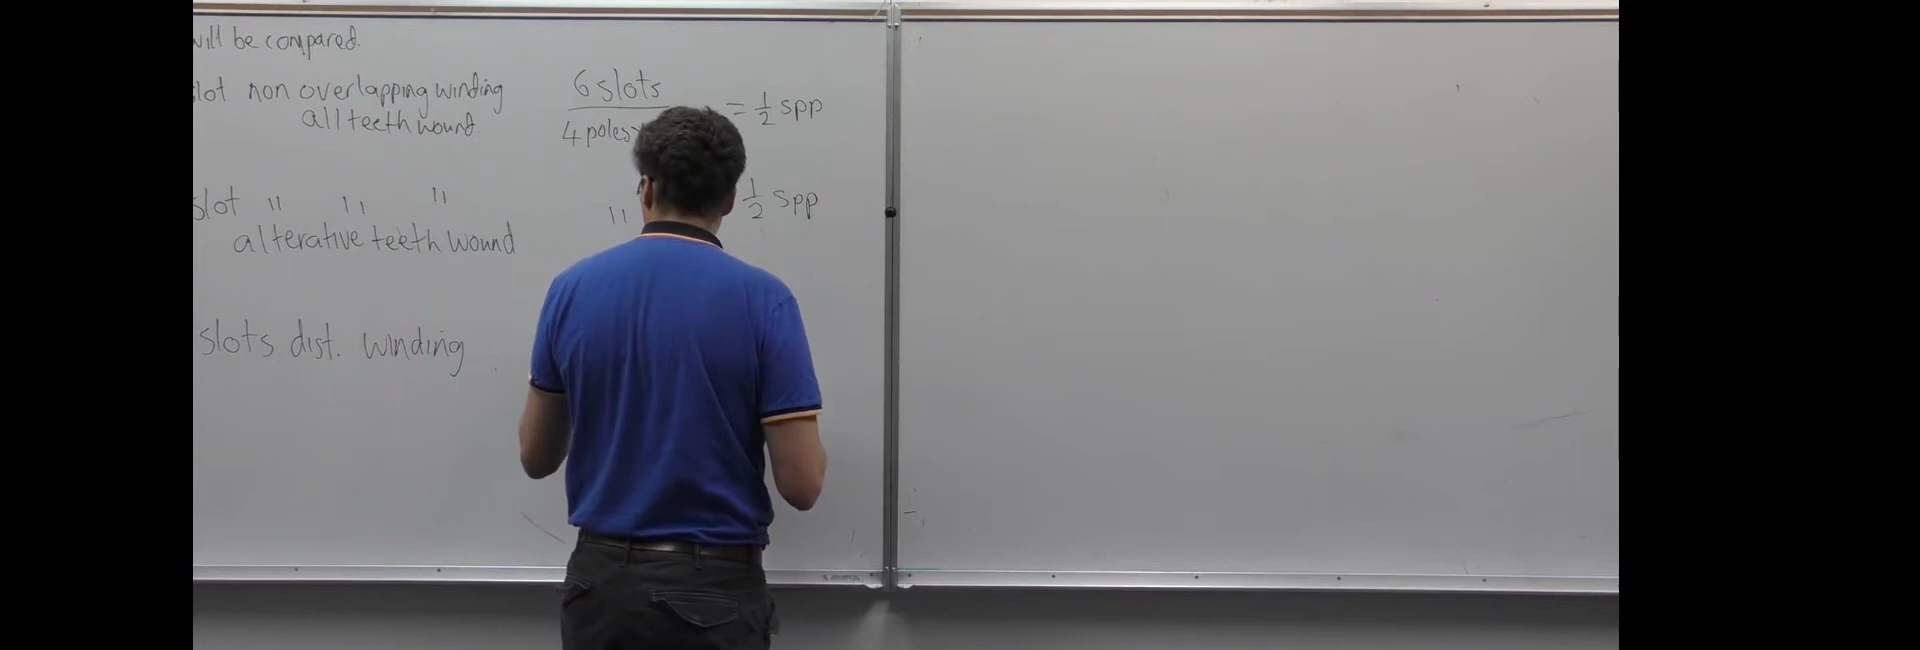 will be compared.
slot non overlapping winding
all teeth wound.
6 slots
4 poles
= 1/2 spp
slot " " "
alterative teeth wound
" 1/2 spp
slots dist. winding